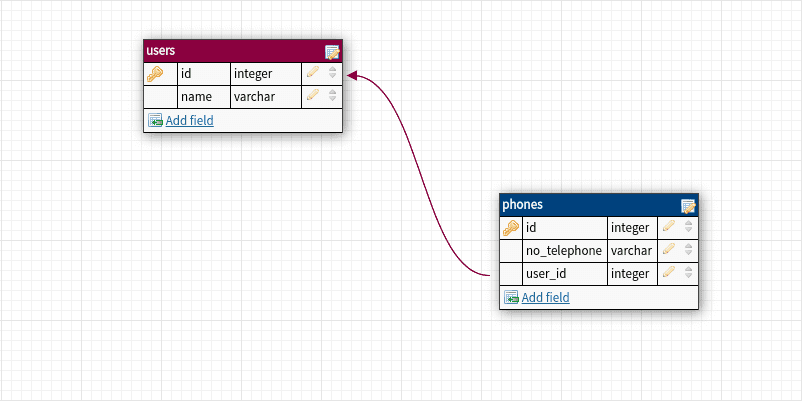 users
id integer
name varchar
Add field
phones
id integer
no_telephone varchar
user_id integer
Add field